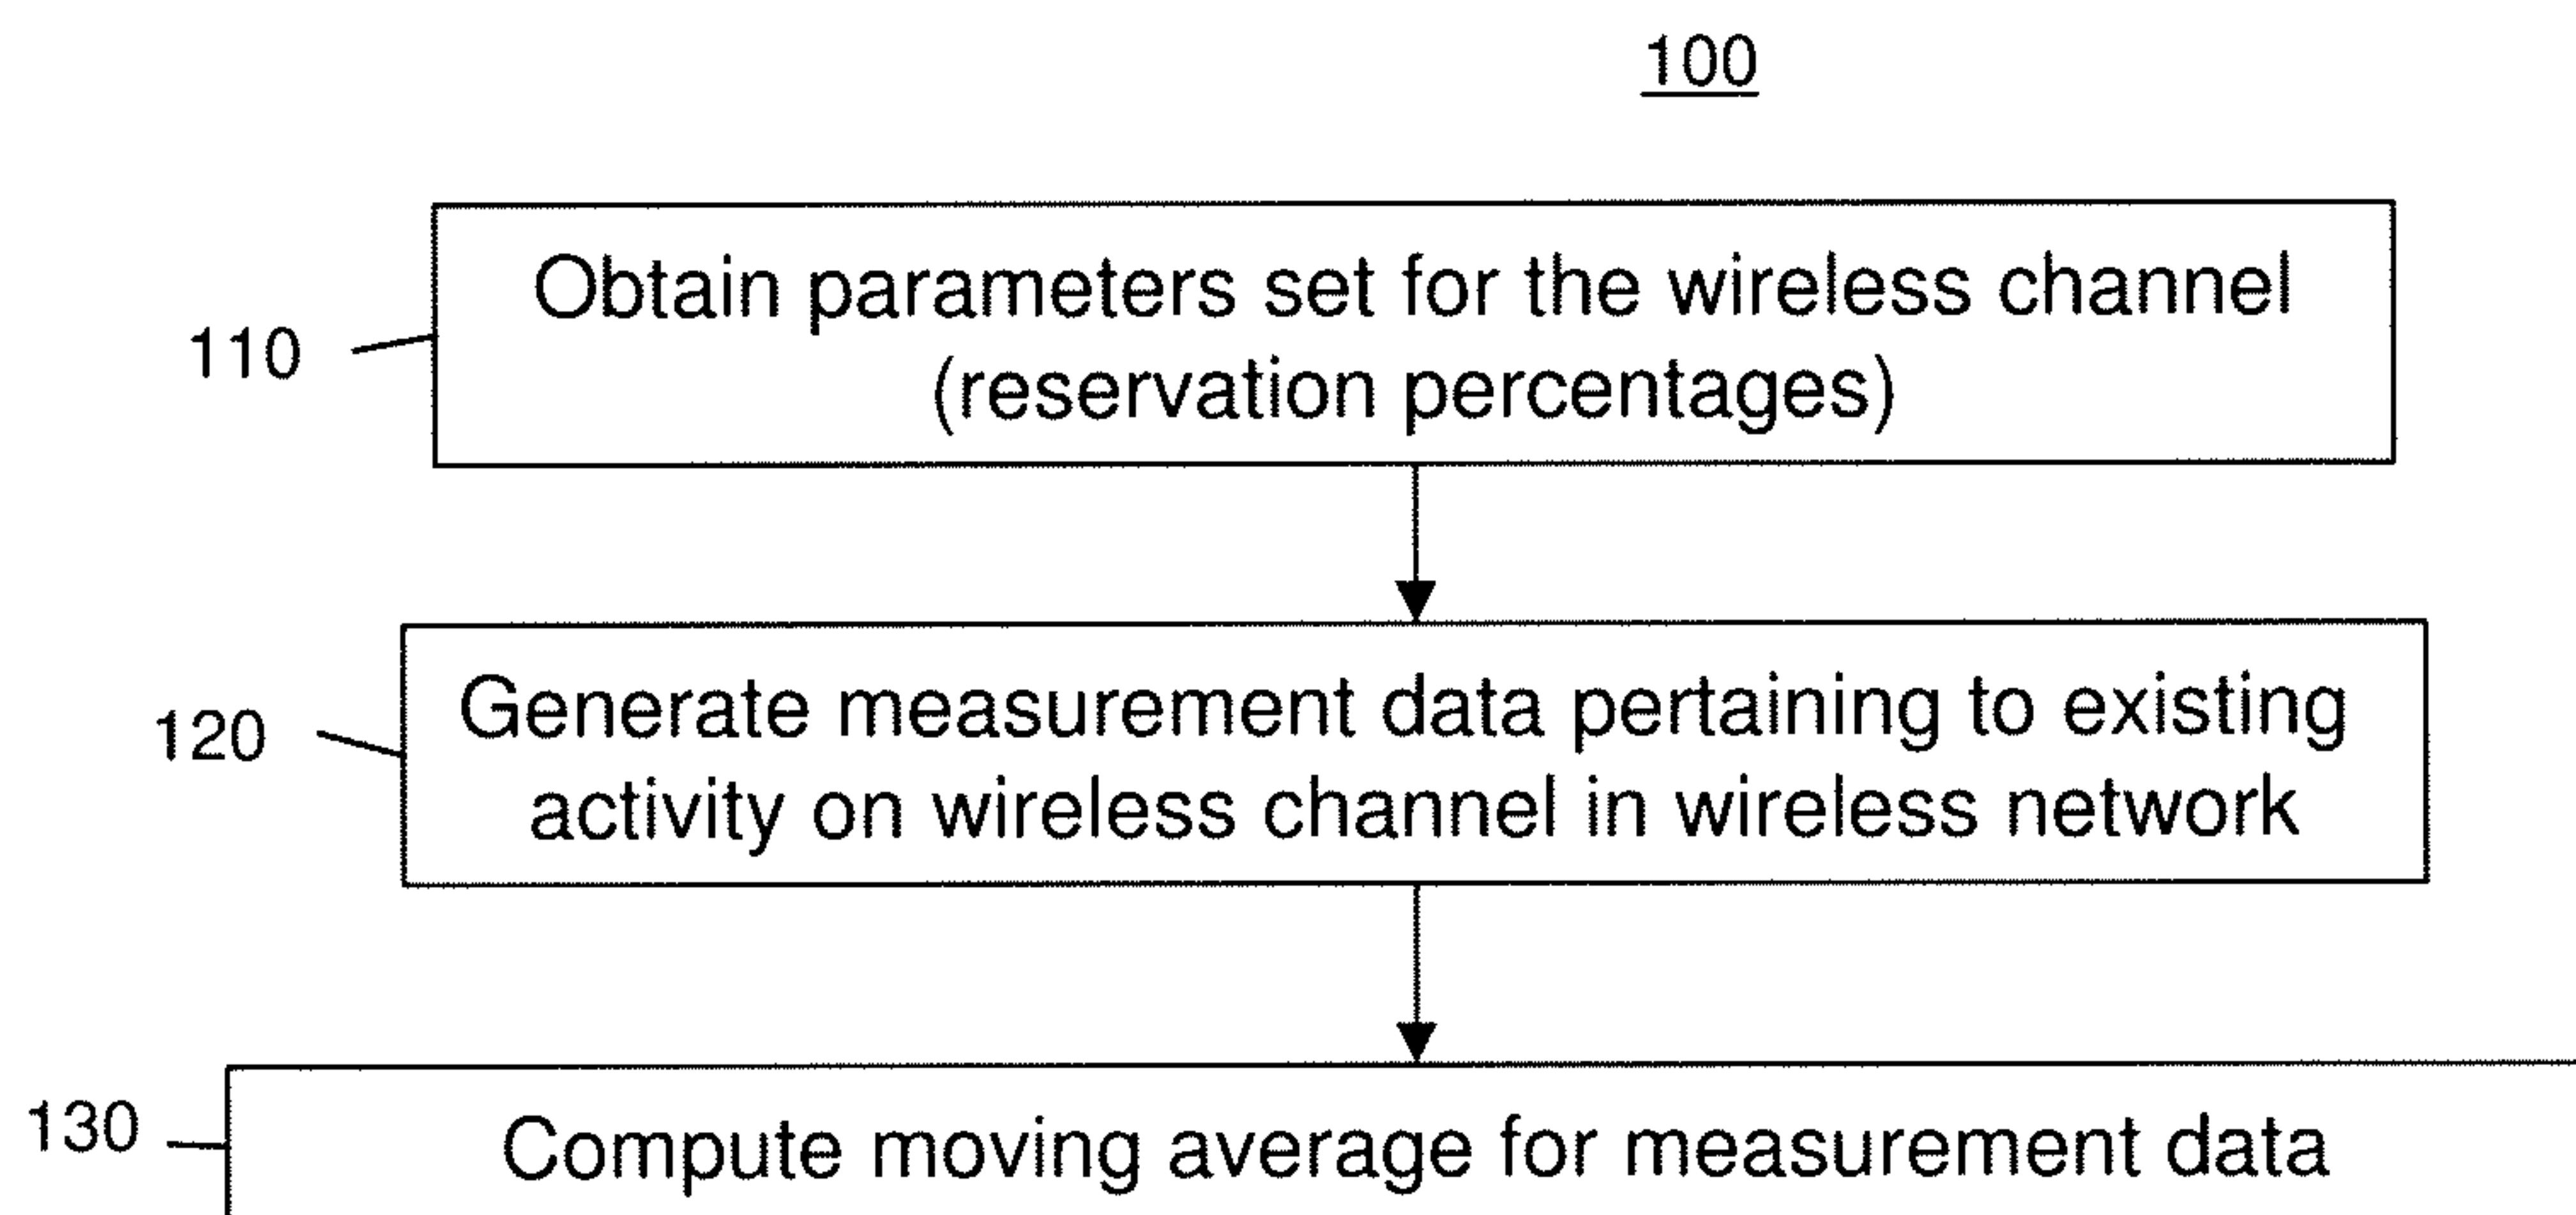 100
110
Obtain parameters set for the wireless channel
(reservation percentages)
120
Generate measurement data pertaining to existing
activity on wireless channel in wireless network
130
Compute moving average for measurement data